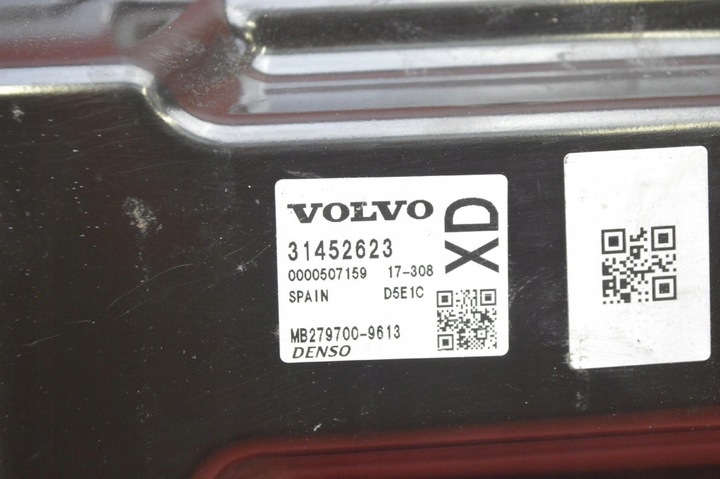 VOLVO
XD
31452623
0000507159 17-308
SPAIN D5E1C
MB279700-9613
DENSO